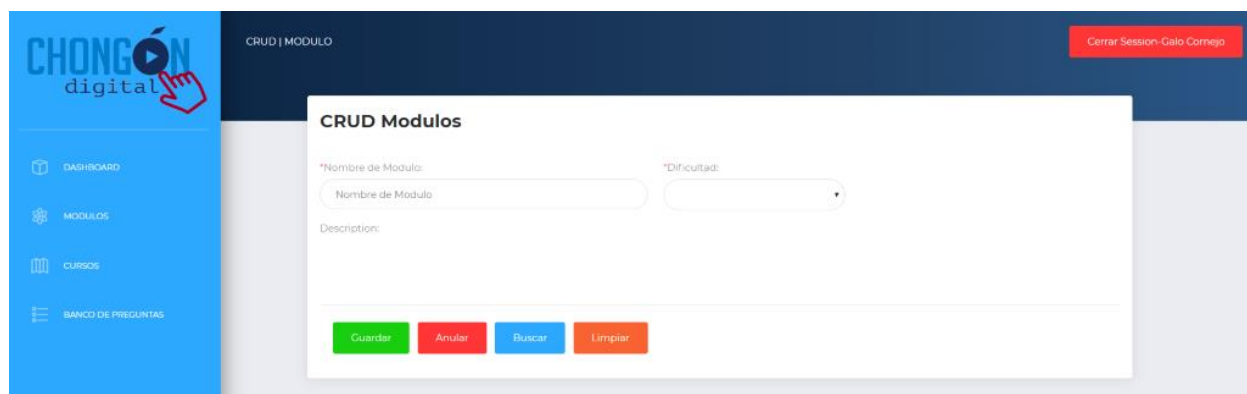 CHONGÓN
digital
CRUD | MODULO
Cerrar Session-Galo Cornejo
DASHBOARD
MODULOS
CURSOS
BANCO DE PREGUNTAS
CRUD Modulos
*Nombre de Modulo:
*Dificultad:
Nombre de Modulo
Description:
Guardar
Anular
Buscar
Limpiar